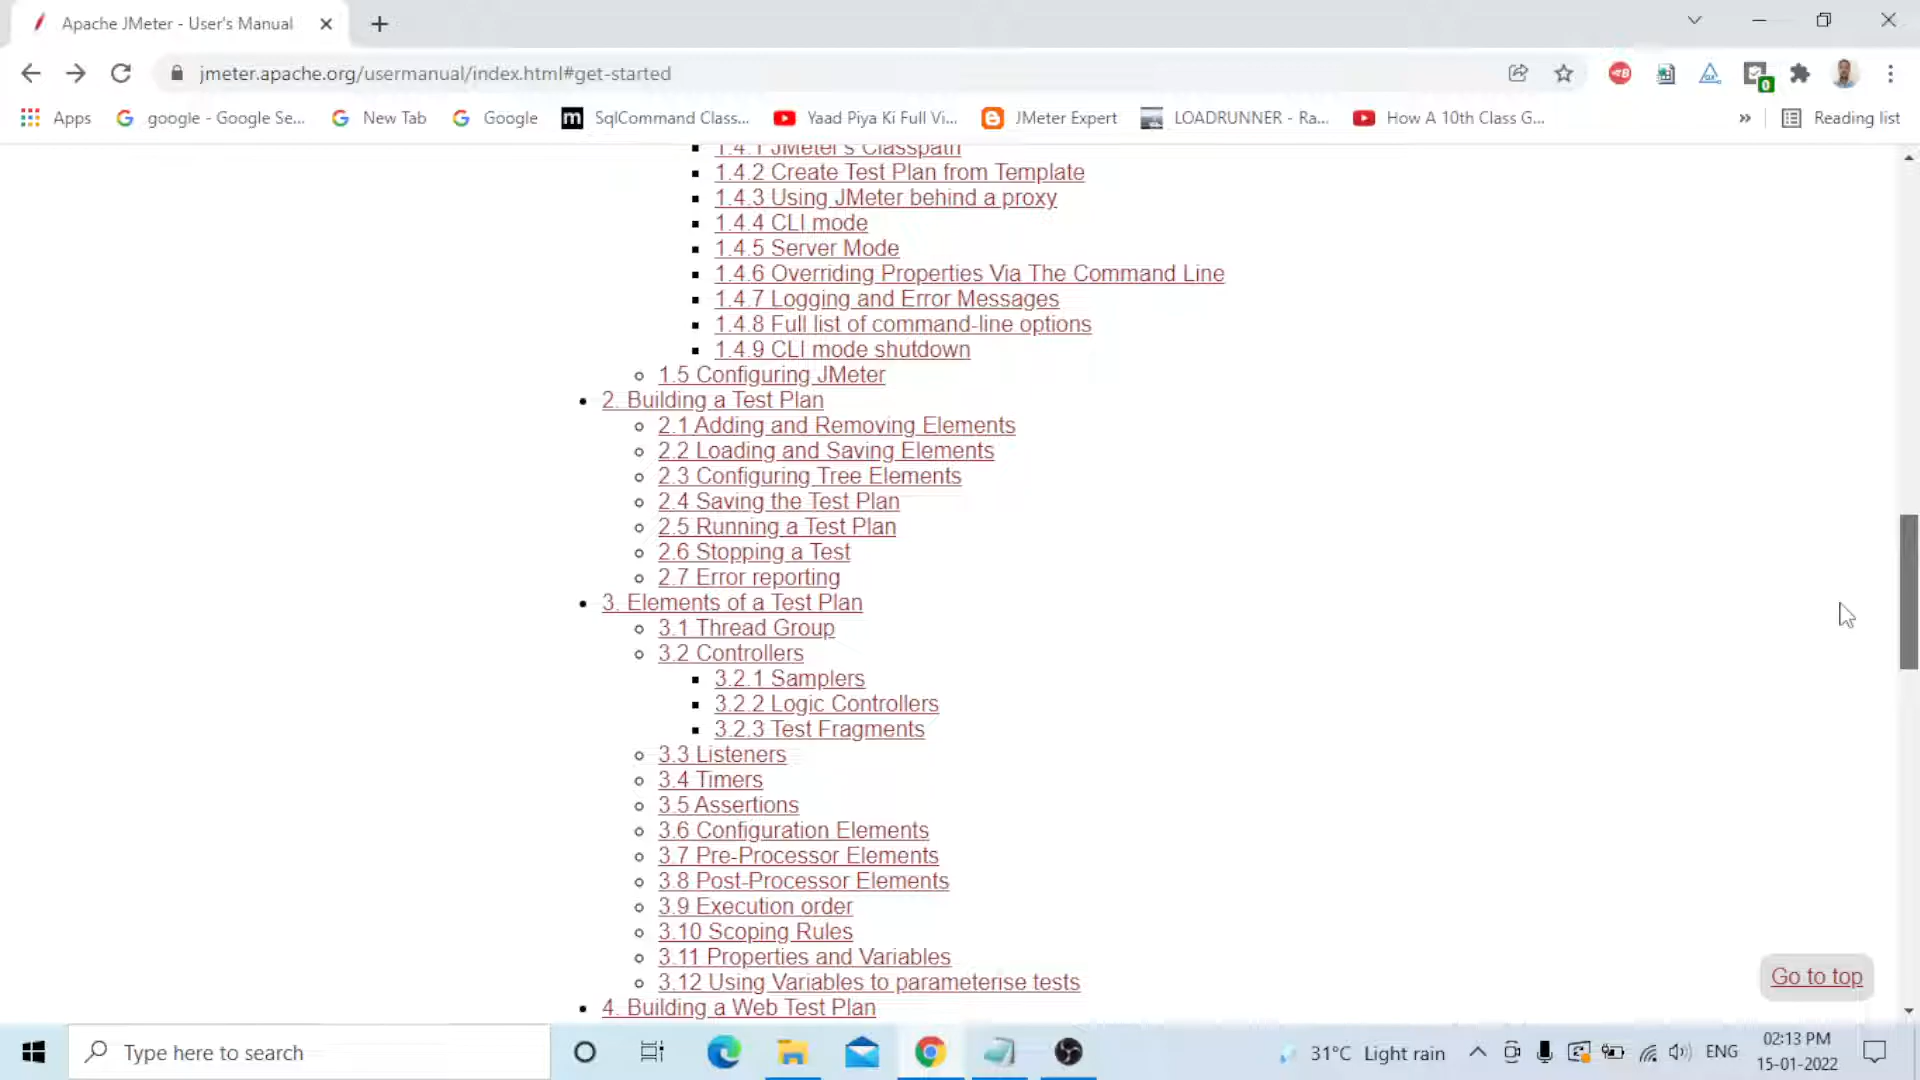 Apache JMeter - User's Manual
jmeter.apache.org/usermanual/index.html#get-started
Apps
google - Google Se...
New Tab
Google
SqlCommand Class...
Yaad Piya Ki Full Vi...
JMeter Expert
LOADRUNNER - Ra...
How A 10th Class G...
»
Reading list
1.4.1 JMeter's Classpath
1.4.2 Create Test Plan from Template
1.4.3 Using JMeter behind a proxy
1.4.4 CLI mode
1.4.5 Server Mode
1.4.6 Overriding Properties Via The Command Line
1.4.7 Logging and Error Messages
1.4.8 Full list of command-line options
1.4.9 CLI mode shutdown
1.5 Configuring JMeter
2. Building a Test Plan
2.1 Adding and Removing Elements
2.2 Loading and Saving Elements
2.3 Configuring Tree Elements
2.4 Saving the Test Plan
2.5 Running a Test Plan
2.6 Stopping a Test
2.7 Error reporting
3. Elements of a Test Plan
3.1 Thread Group
3.2 Controllers
3.2.1 Samplers
3.2.2 Logic Controllers
3.2.3 Test Fragments
3.3 Listeners
3.4 Timers
3.5 Assertions
3.6 Configuration Elements
3.7 Pre-Processor Elements
3.8 Post-Processor Elements
3.9 Execution order
3.10 Scoping Rules
3.11 Properties and Variables
3.12 Using Variables to parameterise tests
4. Building a Web Test Plan
Go to top
Type here to search
31°C Light rain
ENG
02:13 PM
15-01-2022